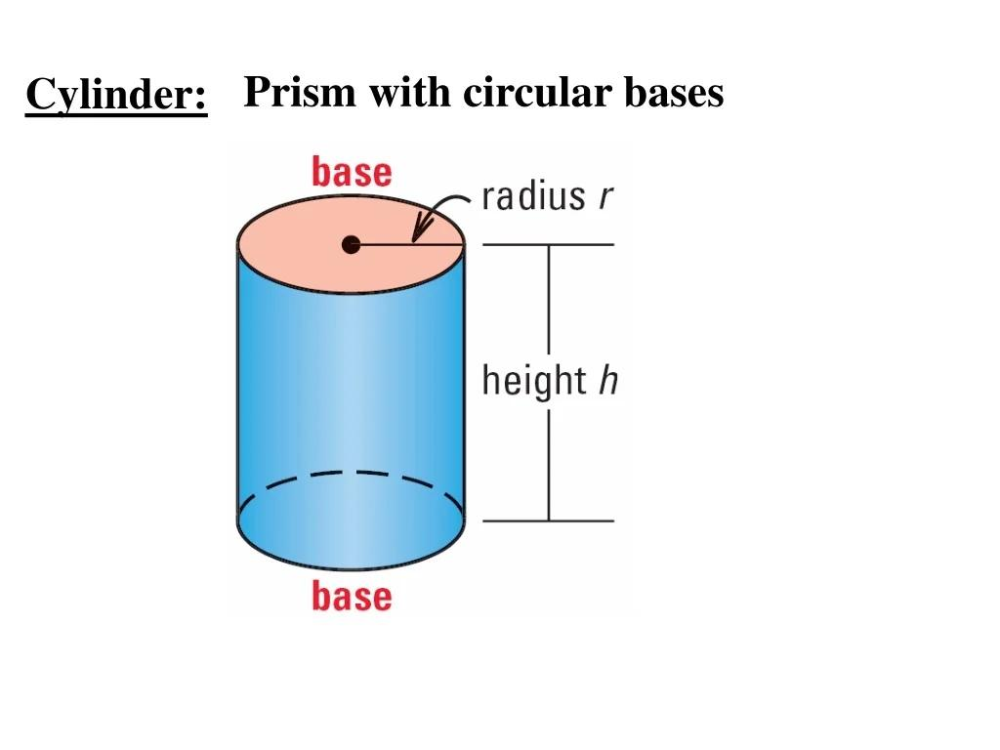 Cylinder: Prism with circular bases
base
radius r
height h
base